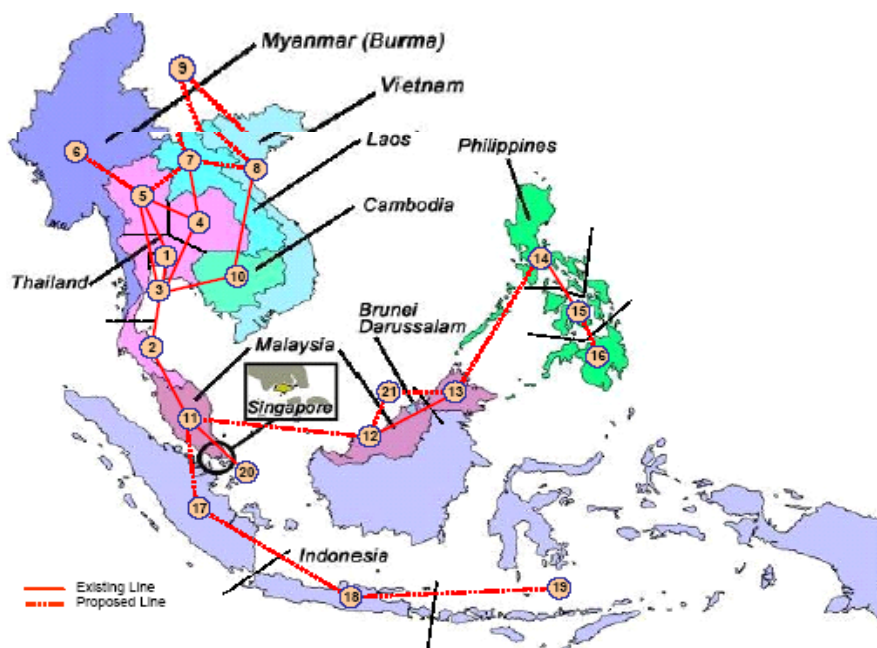 Myanmar (Burma)
9
Vietnam
6
7
8
Laos
Philippines
5
4
Cambodia
1
14
Thailand
10
3
Brunei
Darussalam
15
2
Malaysia
16
21
13
Singapore
11
12
20
17
Indonesia
Existing Line
19
Proposed Line
18